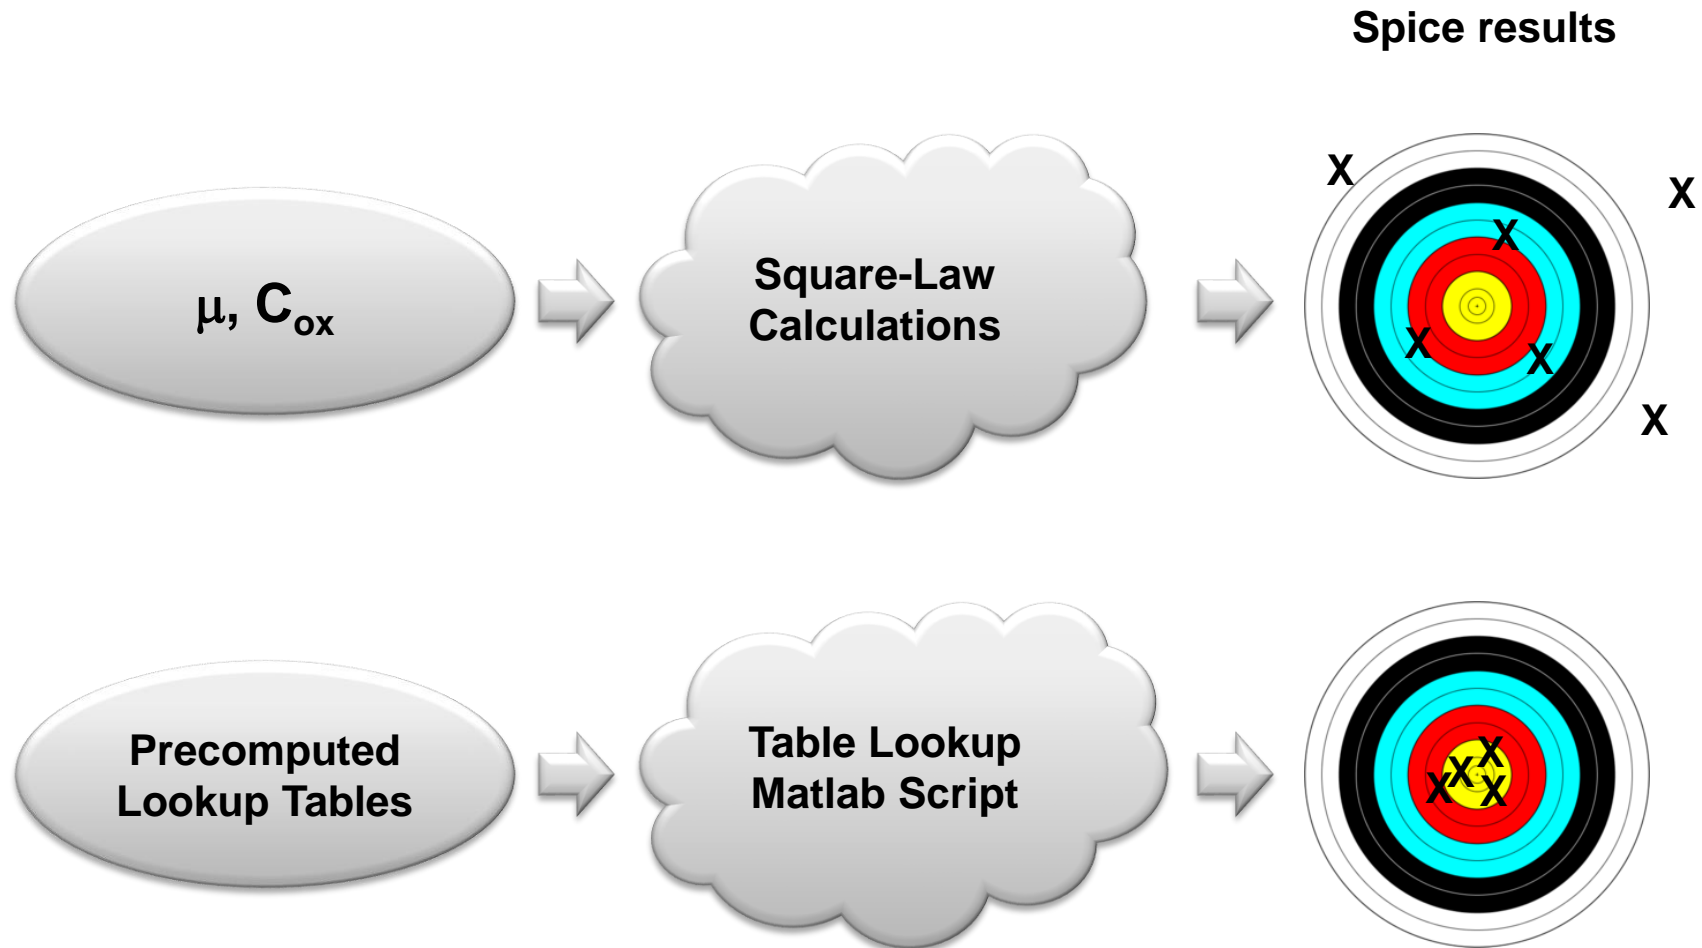 Spice results
μ, Cox
Square-Law
Calculations
X
X
X
X
X
X
Precomputed
Lookup Tables
Table Lookup
Matlab Script
X
X
X
X